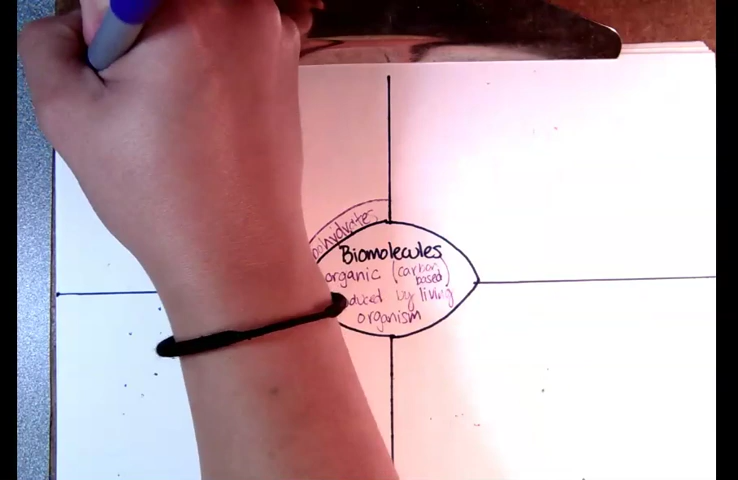 Biomolecules
organic (carbon
based)
by living
organism